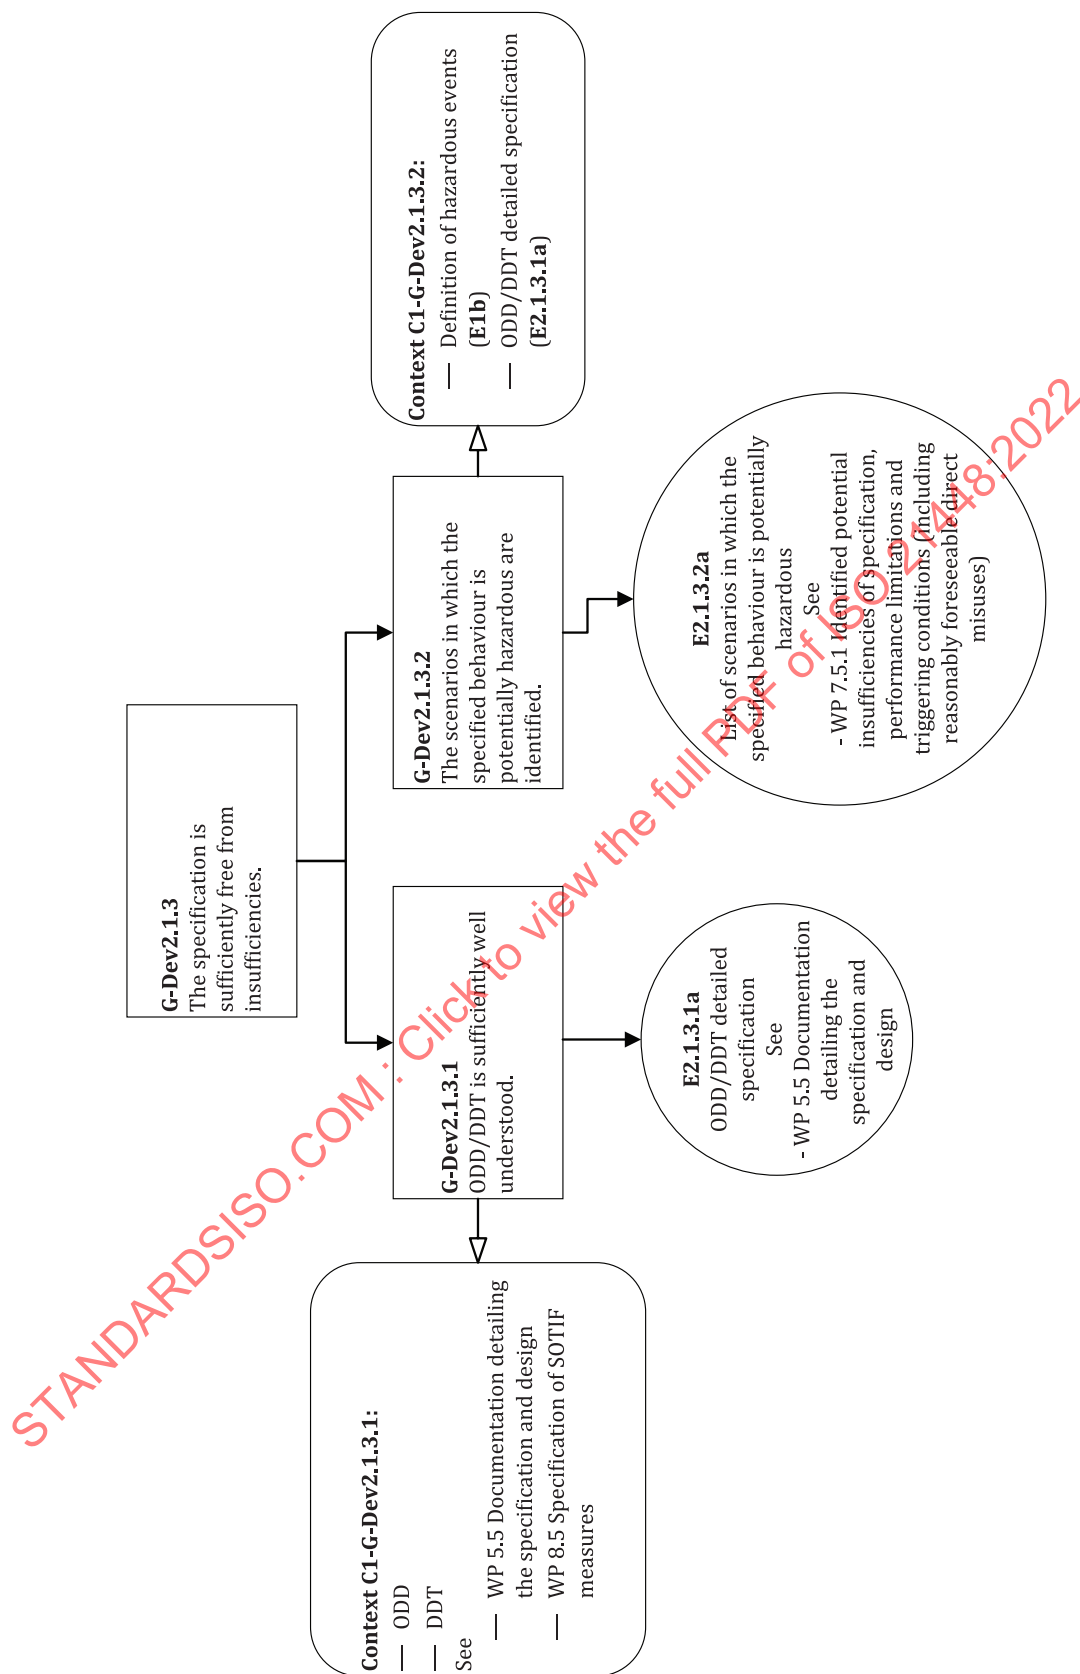 G-Dev2.1.3
The specification is
sufficiently free from
insufficiencies.
Context C1-G-Dev2.1.3.1:
— ODD
— DDT
See
— WP 5.5 Documentation detailing
the specification and design
— WP 8.5 Specification of SOTIF
measures
G-Dev2.1.3.1
ODD/DDT is sufficiently well
understood.
G-Dev2.1.3.2
The scenarios in which the
specified behaviour is
potentially hazardous are
identified.
Context C1-G-Dev2.1.3.2:
— Definition of hazardous events
(E1b)
— ODD/DDT detailed specification
(E2.1.3.1a)
E2.1.3.1a
ODD/DDT detailed
specification
See
- WP 5.5 Documentation
detailing the
specification and
design
E2.1.3.2a
List of scenarios in which the
specified behaviour is potentially
hazardous
See
- WP 7.5.1 Identified potential
insufficiencies of specification,
performance limitations and
triggering conditions (including
reasonably foreseeable direct
misuses)
STANDARDSISO.COM : Click to view the full PDF of ISO 21448:2022